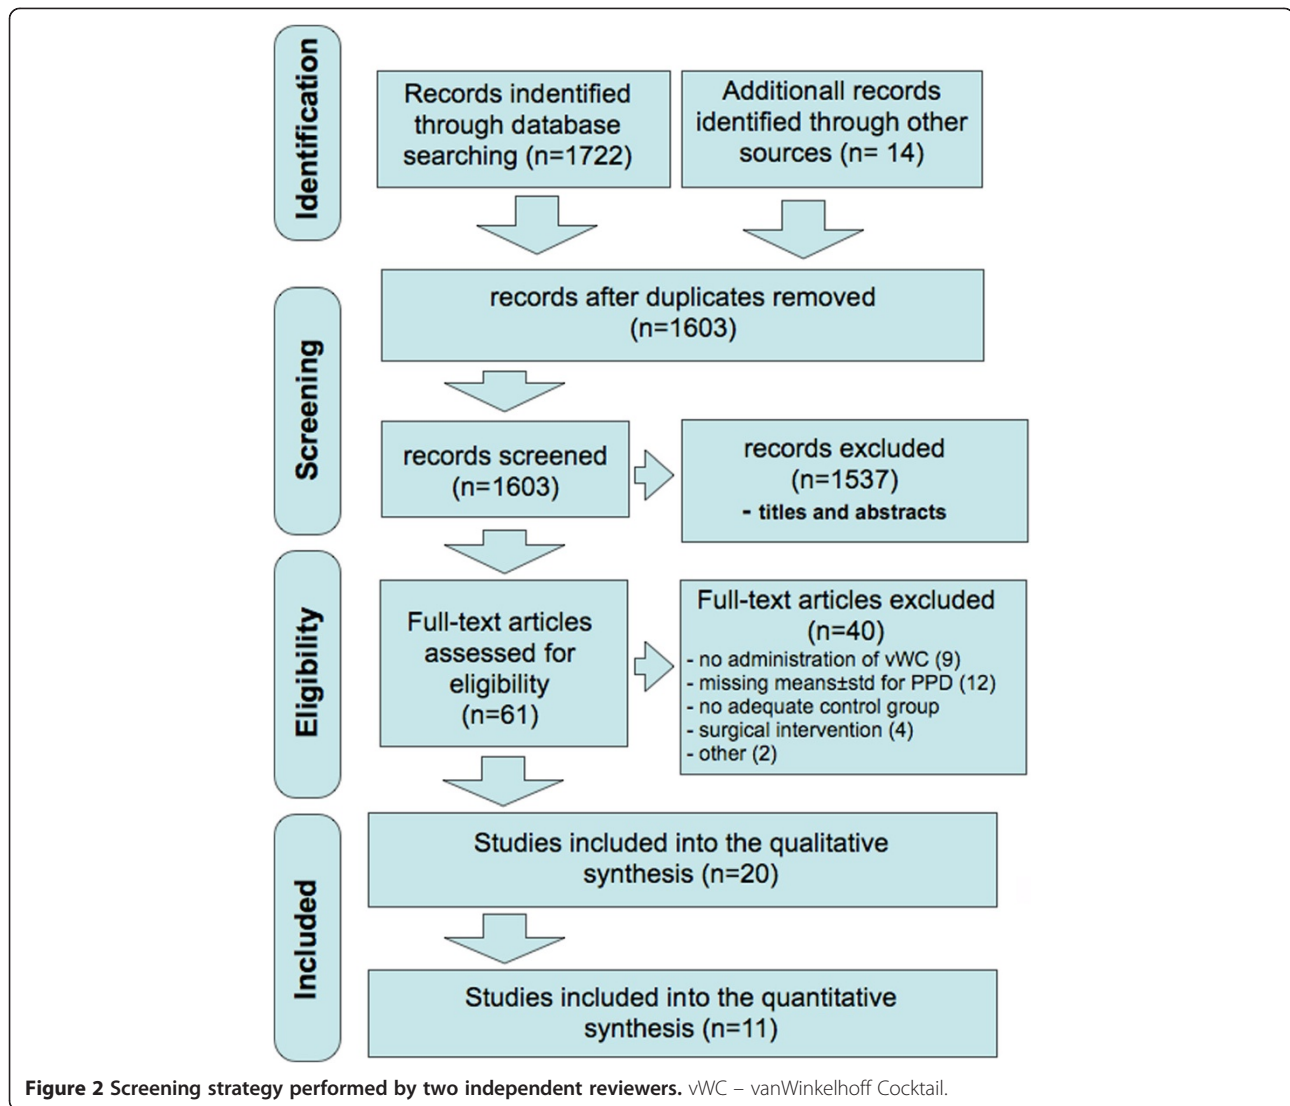 Identification
Records indentified
through database
searching (n=1722)
Additionall records
identified through other
sources (n= 14)
Screening
records after duplicates removed
(n=1603)
records screened
(n=1603)
records excluded
(n=1537)
- titles and abstracts
Eligibility
Full-text articles
assessed for
eligibility
(n=61)
Full-text articles excluded
(n=40)
- no administration of vWC (9)
- missing means±std for PPD (12)
- no adequate control group
- surgical intervention (4)
- other (2)
Included
Studies included into the qualitative
synthesis (n=20)
Studies included into the quantitative
synthesis (n=11)
Figure 2 Screening strategy performed by two independent reviewers. vWC – vanWinkelhoff Cocktail.